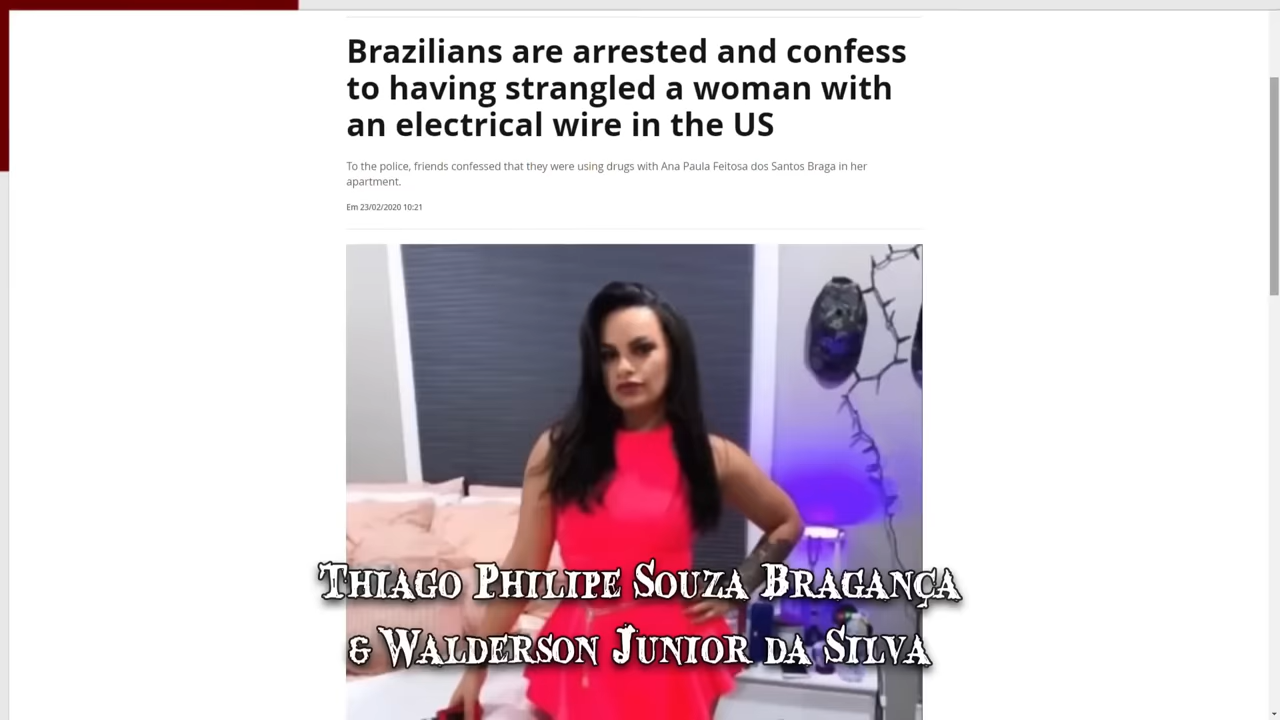 Brazilians are arrested and confess
to having strangled a woman with
an electrical wire in the US
To the police, friends confessed that they were using drugs with Ana Paula Feitosa dos Santos Braga in her
apartment.
Em 23/02/2020 10:21
Thiago Philipe Souza Bragança
& Walderson Junior da Silva